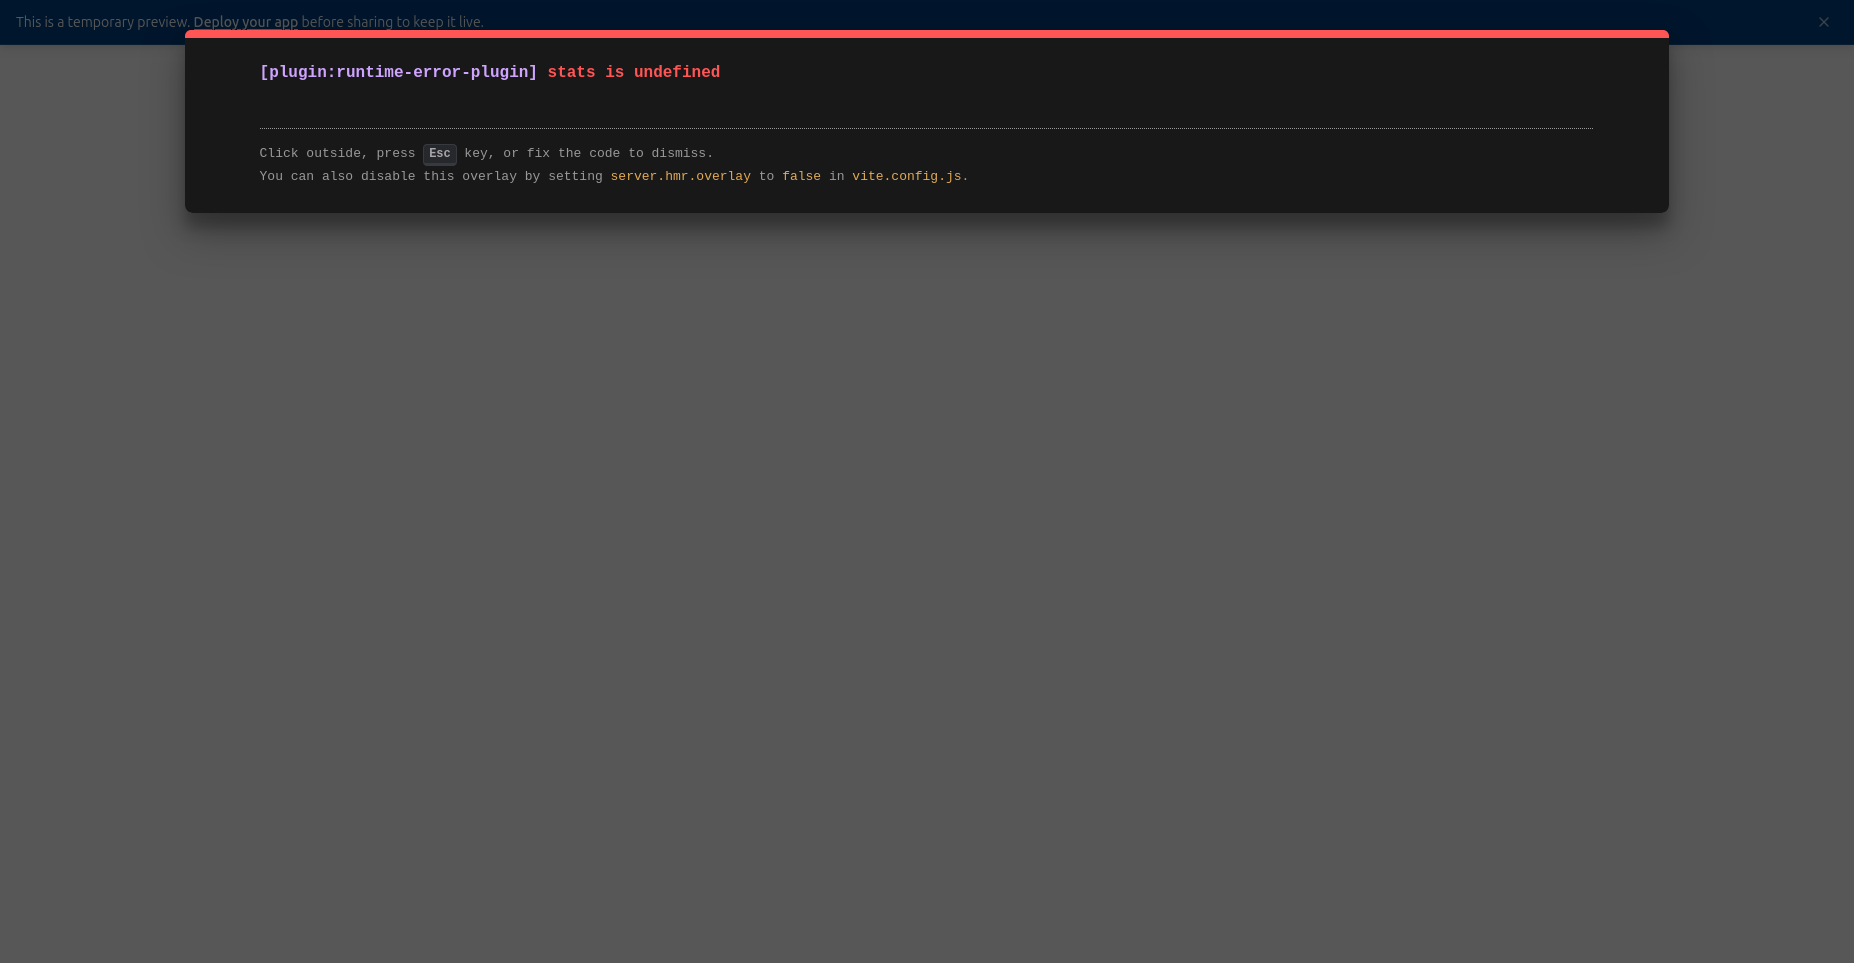 This is a temporary preview. Deploy your app before sharing to keep it live.
[plugin:runtime-error-plugin] stats is undefined
Click outside, press Esc key, or fix the code to dismiss.
You can also disable this overlay by setting server.hmr.overlay to false in vite.config.js.